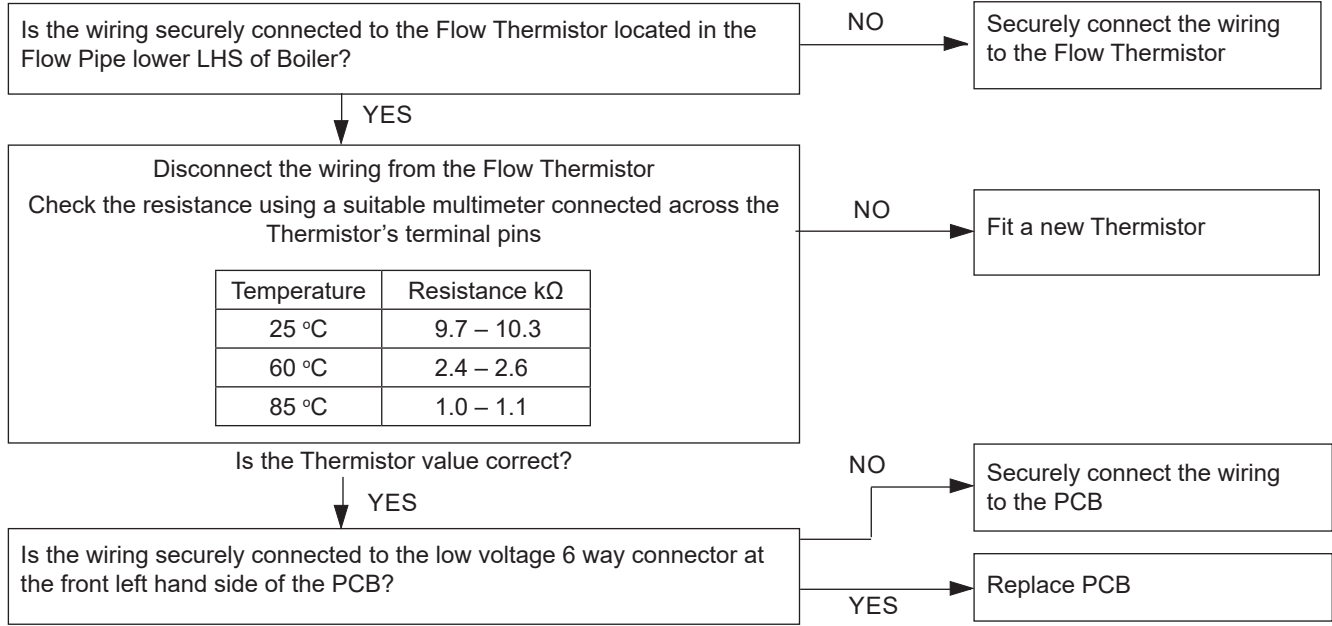 Is the wiring securely connected to the Flow Thermistor located in the
Flow Pipe lower LHS of Boiler?
NO
Securely connect the wiring
to the Flow Thermistor
YES
Disconnect the wiring from the Flow Thermistor
Check the resistance using a suitable multimeter connected across the
Thermistor’s terminal pins
NO
Fit a new Thermistor
Temperature Resistance kΩ
25 °C 9.7 – 10.3
60 °C 2.4 – 2.6
85 °C 1.0 – 1.1
Is the Thermistor value correct?
YES
NO
Securely connect the wiring
to the PCB
Is the wiring securely connected to the low voltage 6 way connector at
the front left hand side of the PCB?
YES
Replace PCB